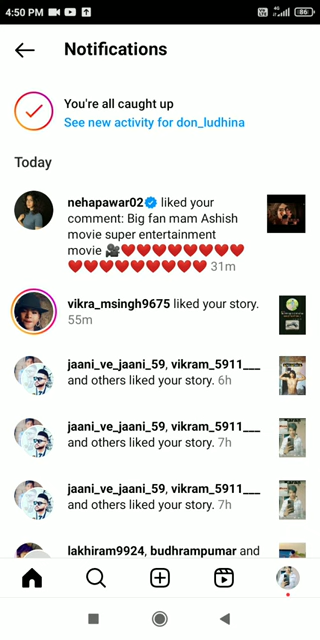 4:50 PM 4G 86
Notifications
You're all caught up
See new activity for don_ludhina
Today
nehapawar02 liked your
comment: Big fan mam Ashish
movie super entertainment
movie 🎥❤️❤️❤️❤️❤️❤️❤️❤️
❤️❤️❤️❤️❤️❤️❤️❤️❤️ 31m
vikra_msingh9675 liked your story.
55m
jaani_ve_jaani_59, vikram_5911___
and others liked your story. 6h
jaani_ve_jaani_59, vikram_5911___
and others liked your story. 7h
jaani_ve_jaani_59, vikram_5911___
and others liked your story. 7h
lakhiram9924, budhrampumar and